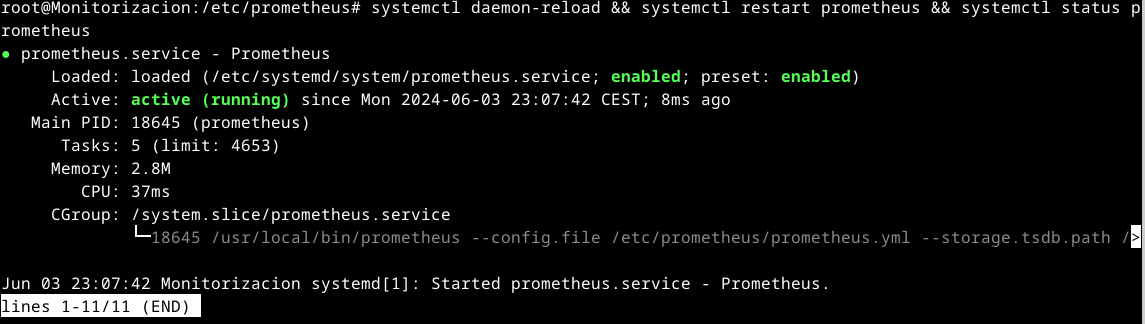 root@Monitorizacion:/etc/prometheus# systemctl daemon-reload && systemctl restart prometheus && systemctl status p
rometheus
● prometheus.service - Prometheus
     Loaded: loaded (/etc/systemd/system/prometheus.service; enabled; preset: enabled)
     Active: active (running) since Mon 2024-06-03 23:07:42 CEST; 8ms ago
   Main PID: 18645 (prometheus)
      Tasks: 5 (limit: 4653)
     Memory: 2.8M
        CPU: 37ms
     CGroup: /system.slice/prometheus.service
             └─18645 /usr/local/bin/prometheus --config.file /etc/prometheus/prometheus.yml --storage.tsdb.path />
Jun 03 23:07:42 Monitorizacion systemd[1]: Started prometheus.service - Prometheus.
lines 1-11/11 (END)